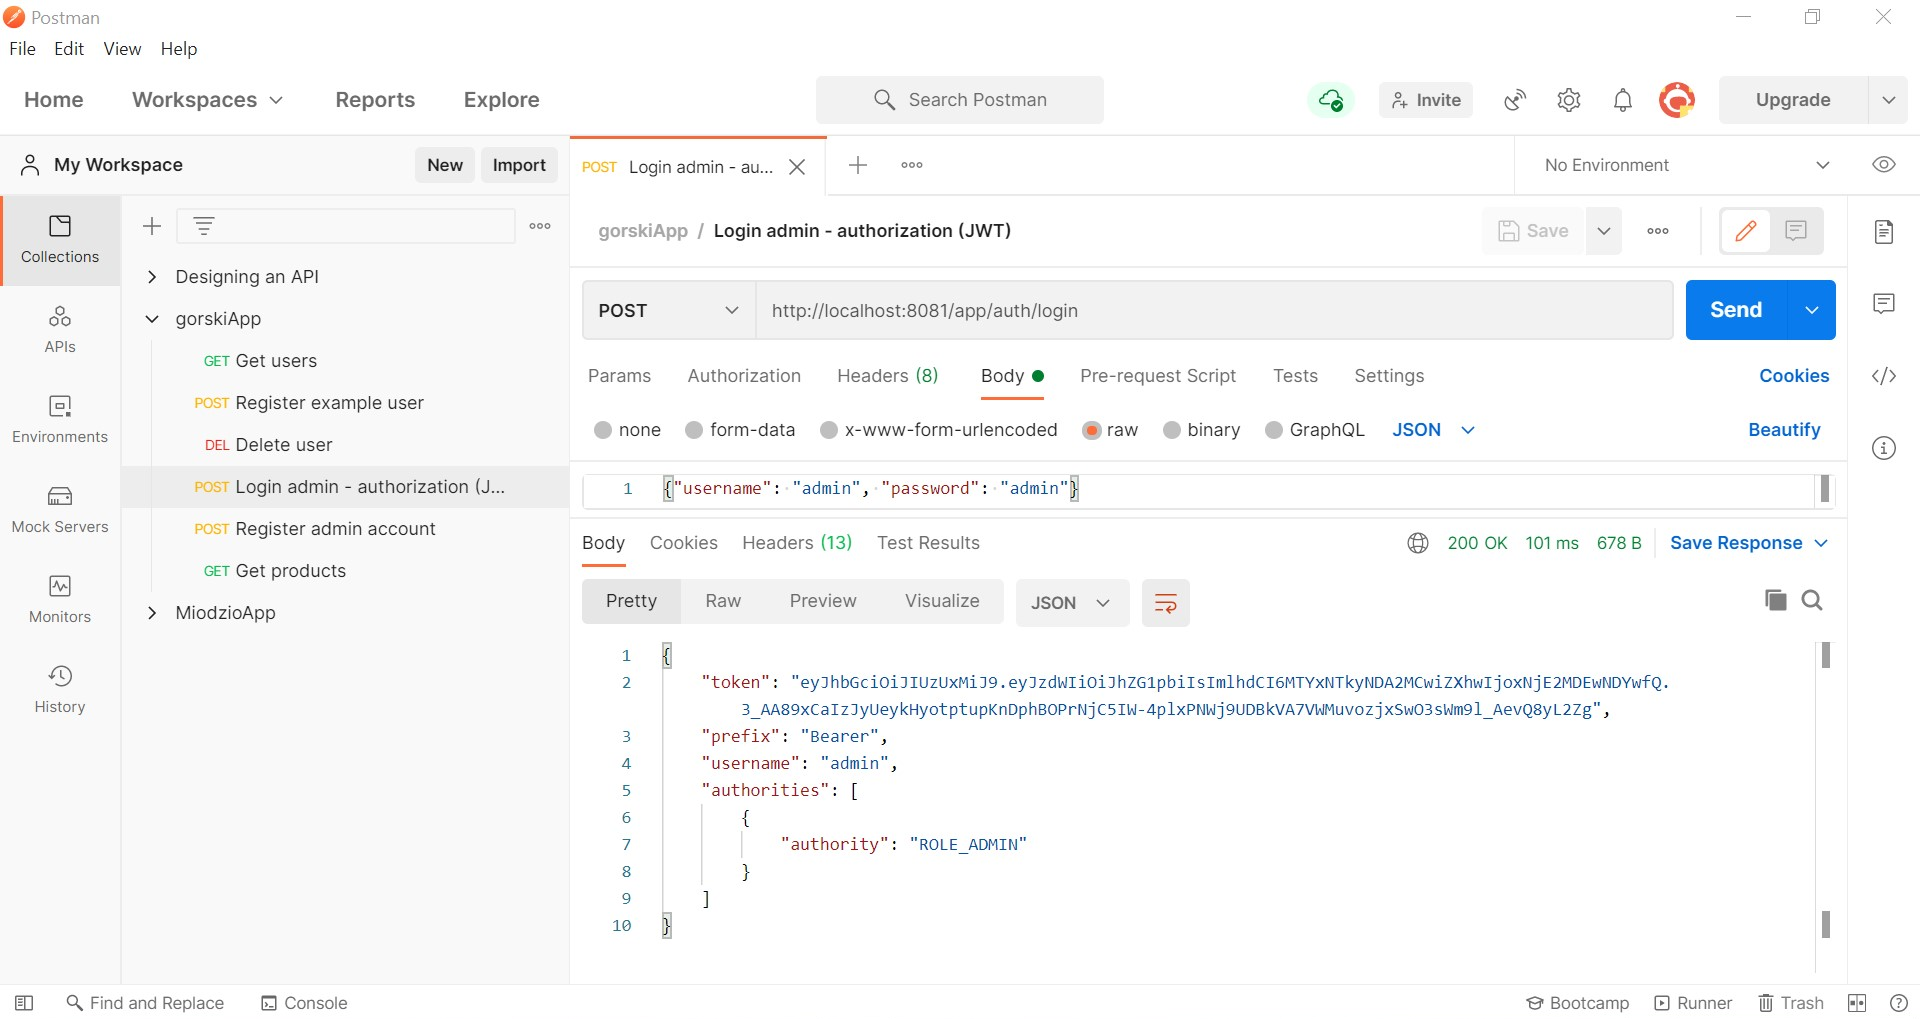 Postman
File Edit View Help
Home Workspaces Reports Explore
Search Postman
Invite
Upgrade
My Workspace
New Import
POST Login admin - au...
No Environment
Collections
APIs
Environments
Mock Servers
Monitors
History
Designing an API
gorskiApp
GET Get users
POST Register example user
DEL Delete user
POST Login admin - authorization (J...
POST Register admin account
GET Get products
MiodzioApp
gorskiApp / Login admin - authorization (JWT)
Save
POST http://localhost:8081/app/auth/login
Send
Params Authorization Headers (8) Body Pre-request Script Tests Settings
Cookies
none form-data x-www-form-urlencoded raw binary GraphQL JSON
Beautify
1 {"username": "admin", "password": "admin"}
Body Cookies Headers (13) Test Results
200 OK 101 ms 678 B Save Response
Pretty Raw Preview Visualize JSON
1 {
2 "token": "eyJhbGciOiJIUzUxMiJ9.eyJzdWIiOiJhZG1pbiIsImlhdCI6MTYxNTkyNDA2MCwiZXhwIjoxNjE2MDEwNDYwfQ.
3_AA89xCaIzJyUeykHyotptupKnDphBOPrNjC5IW-4plxPNWj9UDBkVA7VWMuvozjxSwO3sWm9l_AevQ8yL2Zg",
3 "prefix": "Bearer",
4 "username": "admin",
5 "authorities": [
6 {
7 "authority": "ROLE_ADMIN"
8 }
9 ]
10 }
Find and Replace Console
Bootcamp Runner Trash